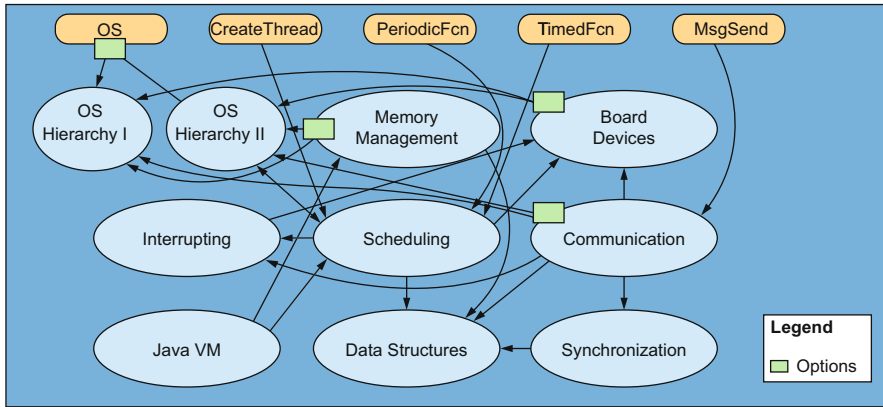 OS
CreateThread
PeriodicFcn
TimedFcn
MsgSend
OS
Hierarchy I
OS
Hierarchy II
Memory
Management
Board
Devices
Interrupting
Scheduling
Communication
Java VM
Data Structures
Synchronization
Legend
Options